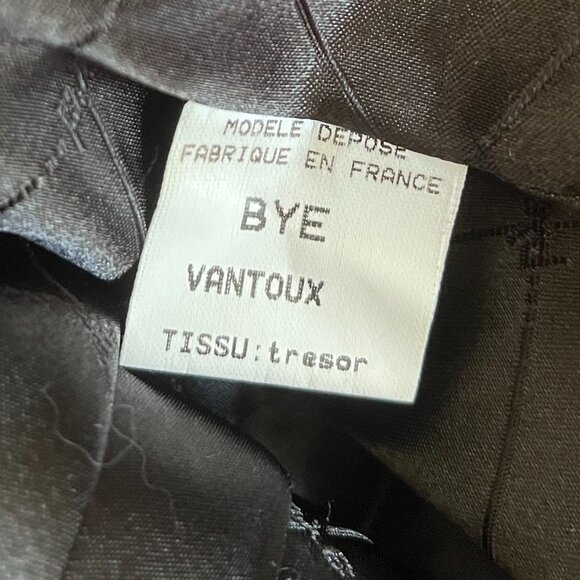 MODELE DEPOSE
FABRIQUE EN FRANCE
BYE
VANTOUX
TISSU:tresor